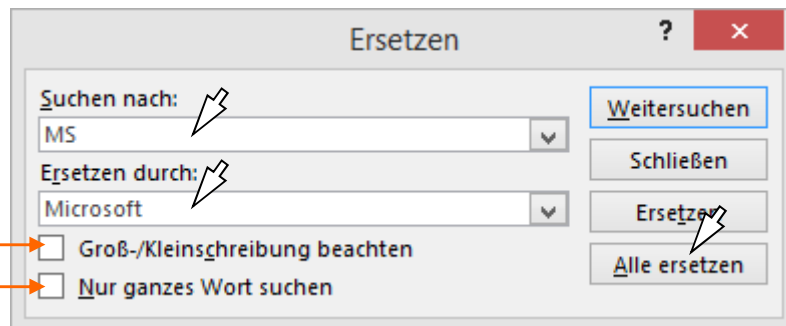 Ersetzen
?
×
Suchen nach:
MS
Ersetzen durch:
Microsoft
Groß-/Kleinschreibung beachten
Nur ganzes Wort suchen
Weitersuchen
Schließen
Ersetzen
Alle ersetzen